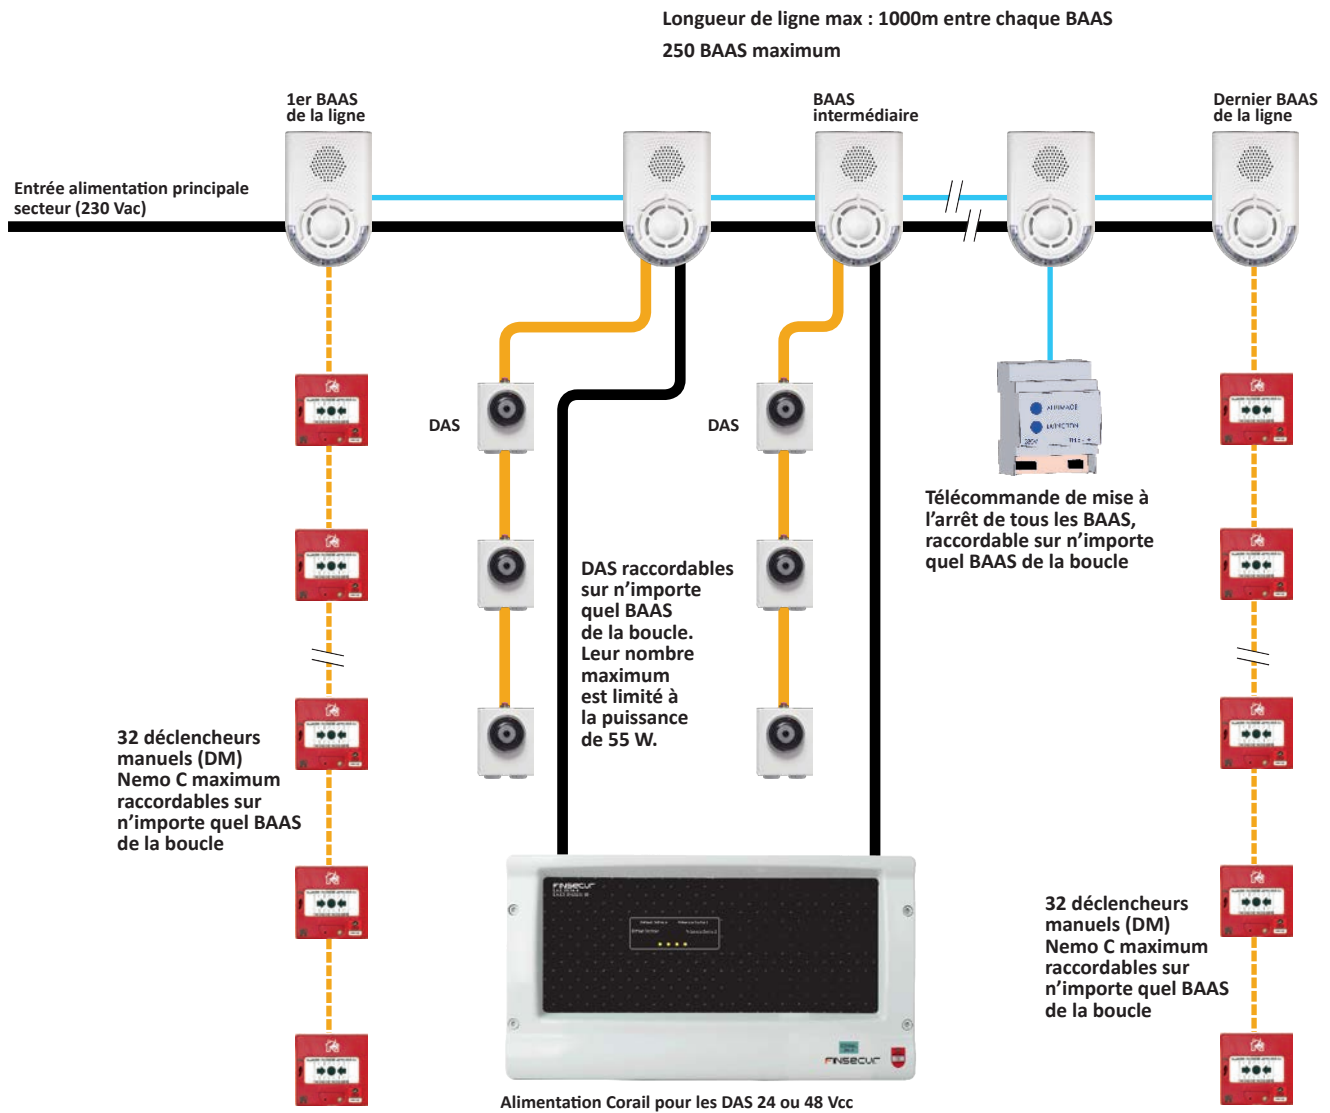 Longueur de ligne max : 1000m entre chaque BAAS
250 BAAS maximum
1er BAAS
de la ligne
BAAS
intermédiaire
Dernier BAAS
de la ligne
Entrée alimentation principale
secteur (230 Vac)
DAS
DAS
Télécommande de mise à
l'arrêt de tous les BAAS,
raccordable sur n'importe
quel BAAS de la boucle
DAS raccordables
sur n'importe
quel BAAS
de la boucle.
Leur nombre
maximum
est limité à
la puissance
de 55 W.
32 déclencheurs
manuels (DM)
Nemo C maximum
raccordables sur
n'importe quel BAAS
de la boucle
32 déclencheurs
manuels (DM)
Nemo C maximum
raccordables sur
n'importe quel BAAS
de la boucle
FINSECUR
FINSECUR
Alimentation Corail pour les DAS 24 ou 48 Vcc